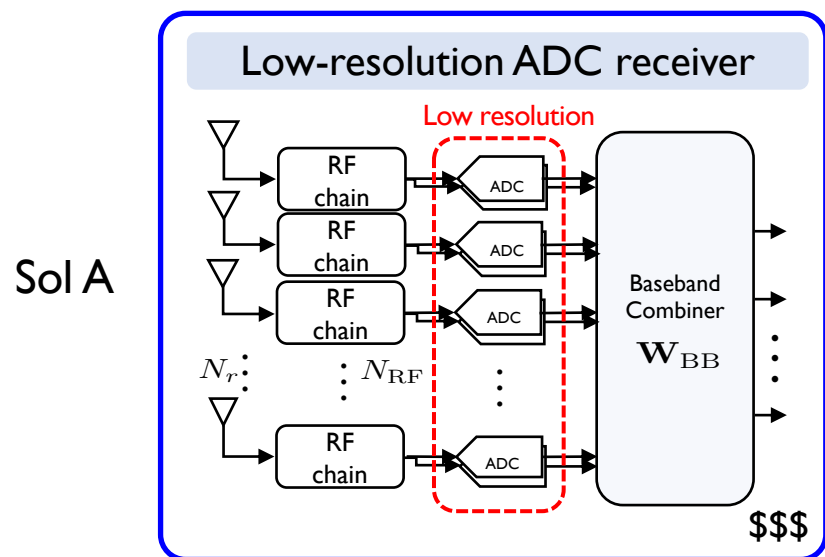 Low-resolution ADC receiver
Low resolution
RF
chain
ADC
RF
chain
ADC
Sol A
RF
chain
ADC
Baseband
Combiner
W_BB
N_r
N_RF
RF
chain
ADC
$$$